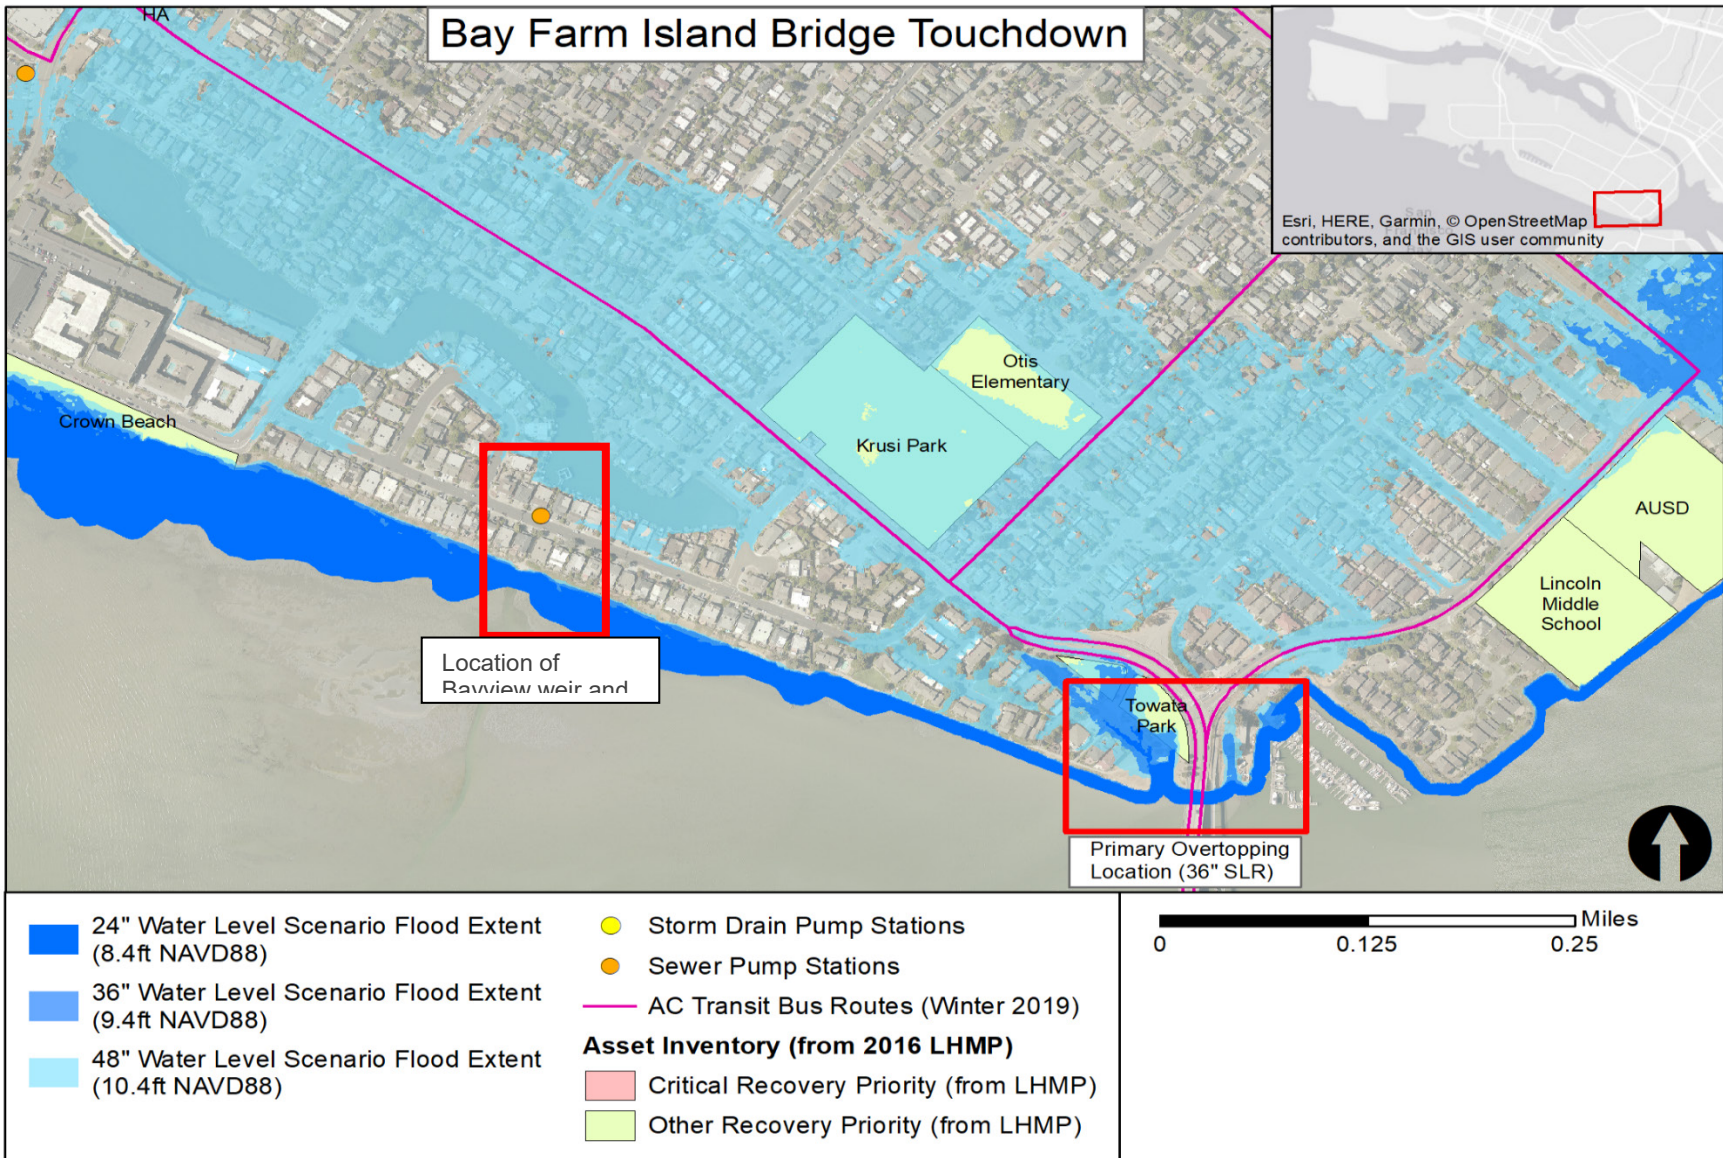 HA
Bay Farm Island Bridge Touchdown
Esri, HERE, Garmin, © OpenStreetMap
contributors, and the GIS user community
Otis
Elementary
Krusi Park
Crown Beach
AUSD
Lincoln
Middle
School
Location of
Bayview weir and
Towata
Park
Primary Overtopping
Location (36" SLR)
24" Water Level Scenario Flood Extent
(8.4ft NAVD88)
36" Water Level Scenario Flood Extent
(9.4ft NAVD88)
48" Water Level Scenario Flood Extent
(10.4ft NAVD88)
Storm Drain Pump Stations
Sewer Pump Stations
AC Transit Bus Routes (Winter 2019)
Asset Inventory (from 2016 LHMP)
Critical Recovery Priority (from LHMP)
Other Recovery Priority (from LHMP)
Miles
0 0.125 0.25